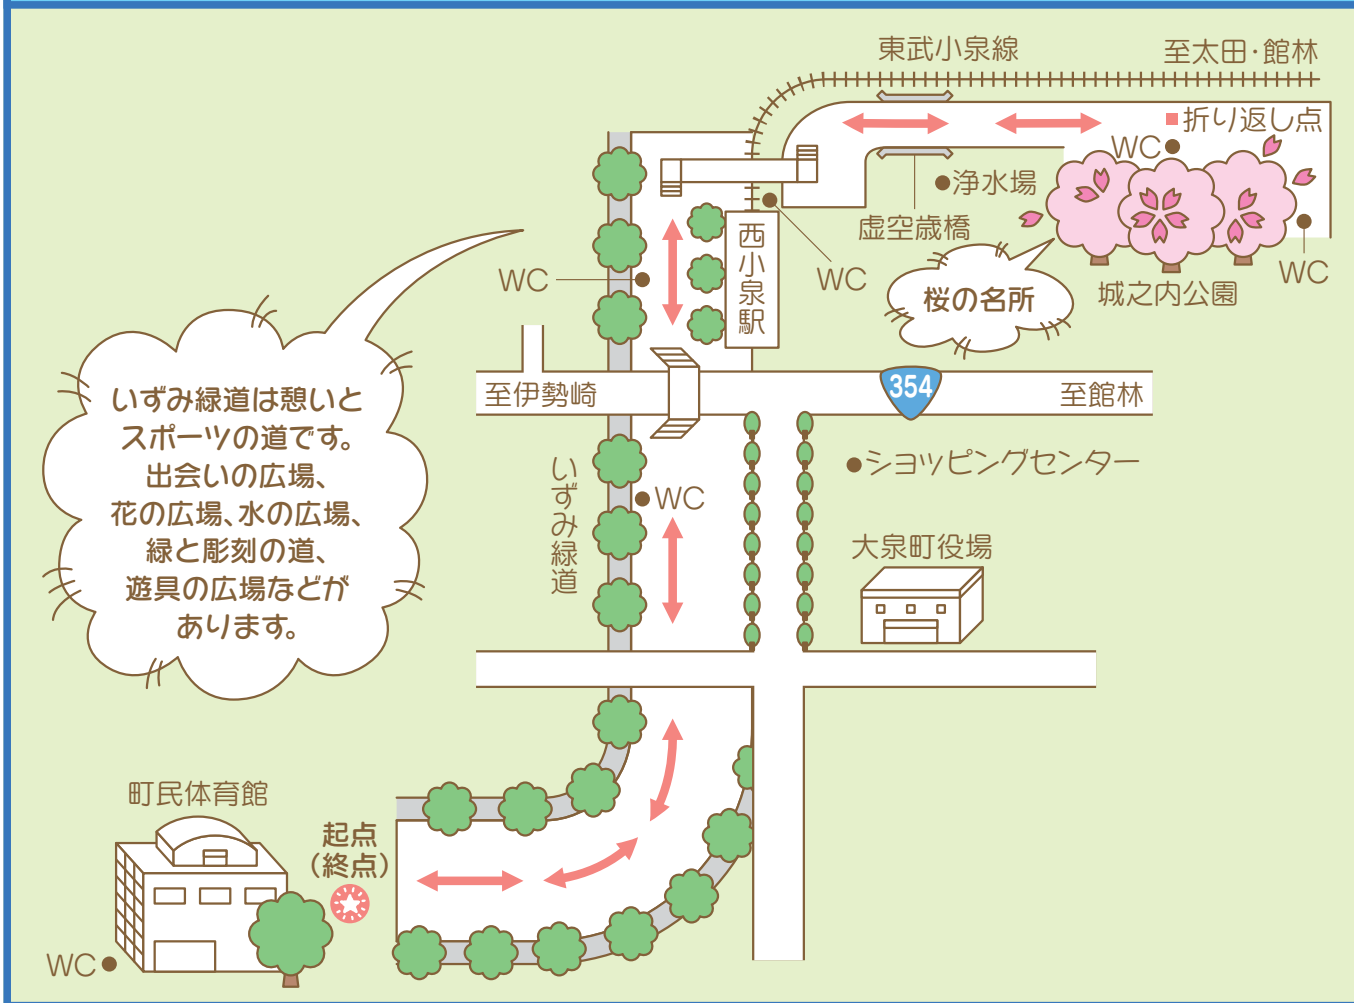 東武小泉線
至太田・館林
折り返し点
WC
浄水場
虚空蔵橋
西小泉駅
WC
WC
WC
桜の名所
城之内公園
至伊勢崎
354
至館林
いずみ緑道は憩いと
スポーツの道です。
出会いの広場、
花の広場、水の広場、
緑と彫刻の道、
遊具の広場などが
あります。
いずみ緑道
WC
ショッピングセンター
大泉町役場
町民体育館
起点
(終点)
WC